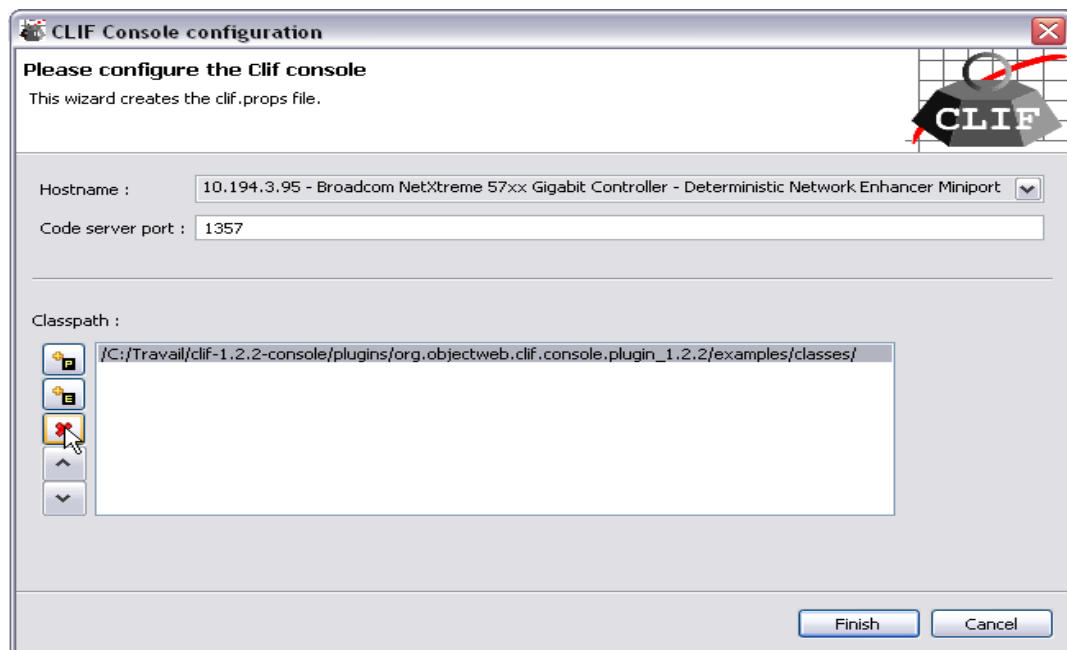 CLIF Console configuration
Please configure the Clif console
This wizard creates the clif.props file.
CLIF
Hostname :
10.194.3.95 - Broadcom NetXtreme 57xx Gigabit Controller - Deterministic Network Enhancer Miniport
Code server port :
1357
Classpath :
P
/C:/Travail/clif-1.2.2-console/plugins/org.objectweb.clif.console.plugin_1.2.2/examples/classes/
E
Finish
Cancel